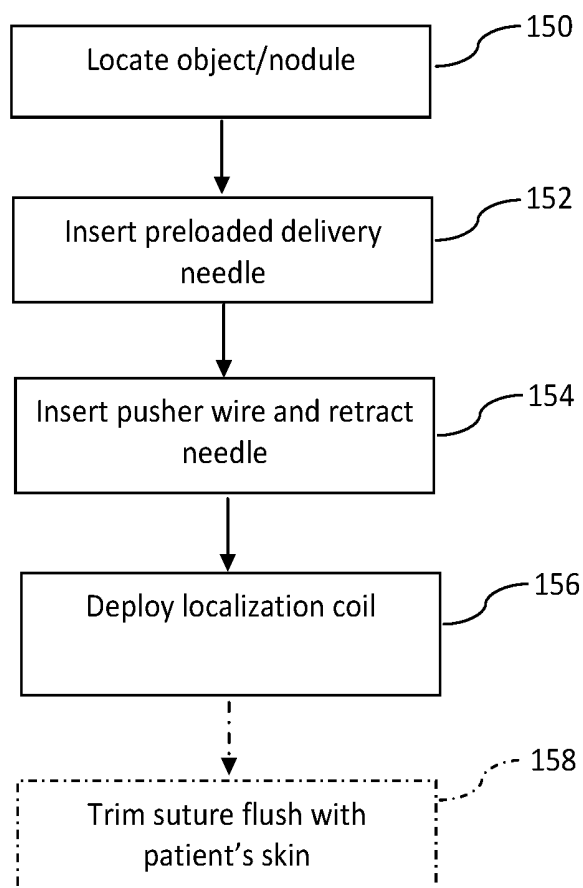 150
Locate object/nodule
152
Insert preloaded delivery
needle
154
Insert pusher wire and retract
needle
156
Deploy localization coil
158
Trim suture flush with
patient's skin